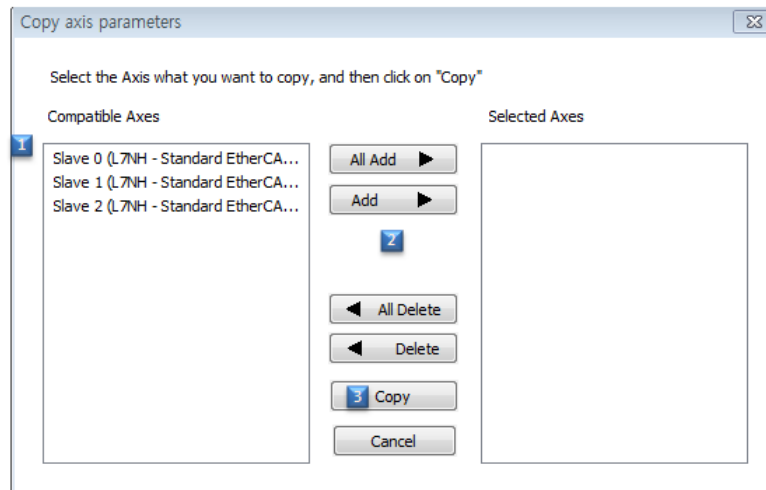 Copy axis parameters
Select the Axis what you want to copy, and then click on "Copy"
Compatible Axes
Selected Axes
1
Slave 0 (L7NH - Standard EtherCA...
Slave 1 (L7NH - Standard EtherCA...
Slave 2 (L7NH - Standard EtherCA...
All Add
Add
2
All Delete
Delete
3 Copy
Cancel